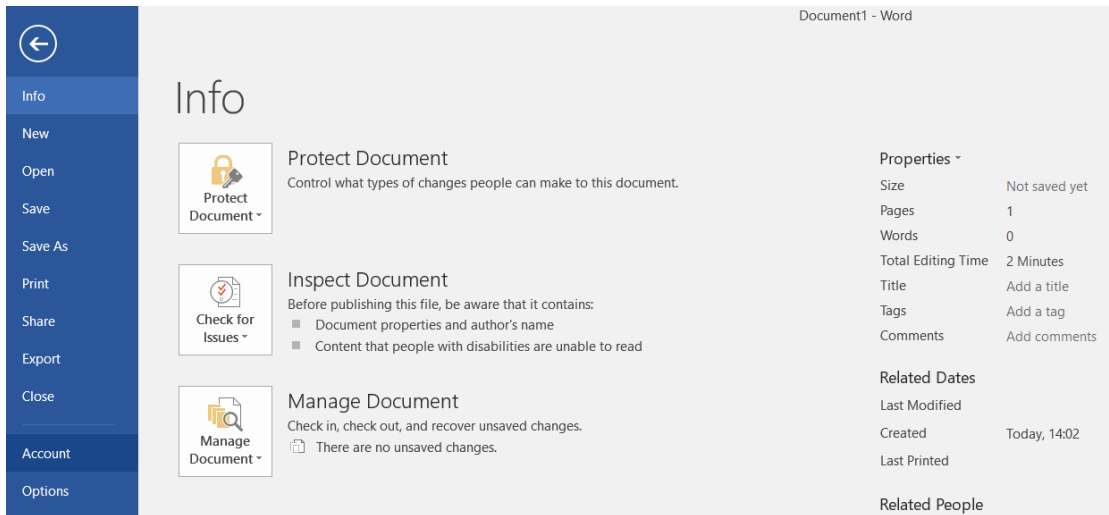 Document1 - Word
Info
New
Open
Save
Save As
Print
Share
Export
Close
Account
Options
Info
Protect
Document
Protect Document
Control what types of changes people can make to this document.
Check for
Issues
Inspect Document
Before publishing this file, be aware that it contains:
Document properties and author's name
Content that people with disabilities are unable to read
Manage
Document
Manage Document
Check in, check out, and recover unsaved changes.
There are no unsaved changes.
Properties
Size Not saved yet
Pages 1
Words 0
Total Editing Time 2 Minutes
Title Add a title
Tags Add a tag
Comments Add comments
Related Dates
Last Modified
Created Today, 14:02
Last Printed
Related People